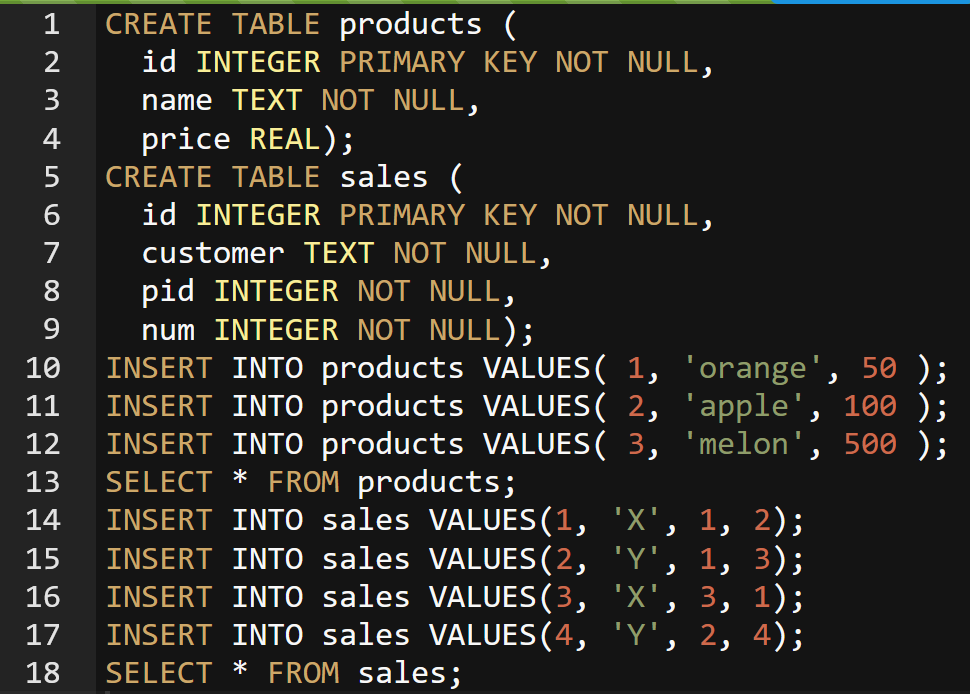 1 CREATE TABLE products (
2   id INTEGER PRIMARY KEY NOT NULL,
3   name TEXT NOT NULL,
4   price REAL);
5 CREATE TABLE sales (
6   id INTEGER PRIMARY KEY NOT NULL,
7   customer TEXT NOT NULL,
8   pid INTEGER NOT NULL,
9   num INTEGER NOT NULL);
10 INSERT INTO products VALUES( 1, 'orange', 50 );
11 INSERT INTO products VALUES( 2, 'apple', 100 );
12 INSERT INTO products VALUES( 3, 'melon', 500 );
13 SELECT * FROM products;
14 INSERT INTO sales VALUES(1, 'X', 1, 2);
15 INSERT INTO sales VALUES(2, 'Y', 1, 3);
16 INSERT INTO sales VALUES(3, 'X', 3, 1);
17 INSERT INTO sales VALUES(4, 'Y', 2, 4);
18 SELECT * FROM sales;